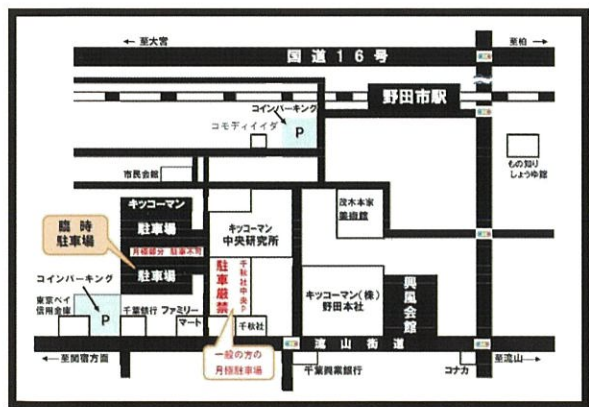 ←至大宮
至柏→
国道16号
野田市駅
コインパーキング
P
コモディイイダ
もの知り
しょうゆ館
市民会館
キッコーマン
駐車場
月極部分 駐車不可
駐車場
臨時
駐車場
キッコーマン
中央研究所
茂木本家
美術館
駐車厳禁
千秋社中央P
コインパーキング
P
東京ベイ
信用金庫
千葉銀行
ファミリー
マート
千秋社
キッコーマン(株)
野田本社
興風会館
←至関宿方面
流山街道
至流山→
一般の方の
月極駐車場
千葉興業銀行
コナカ